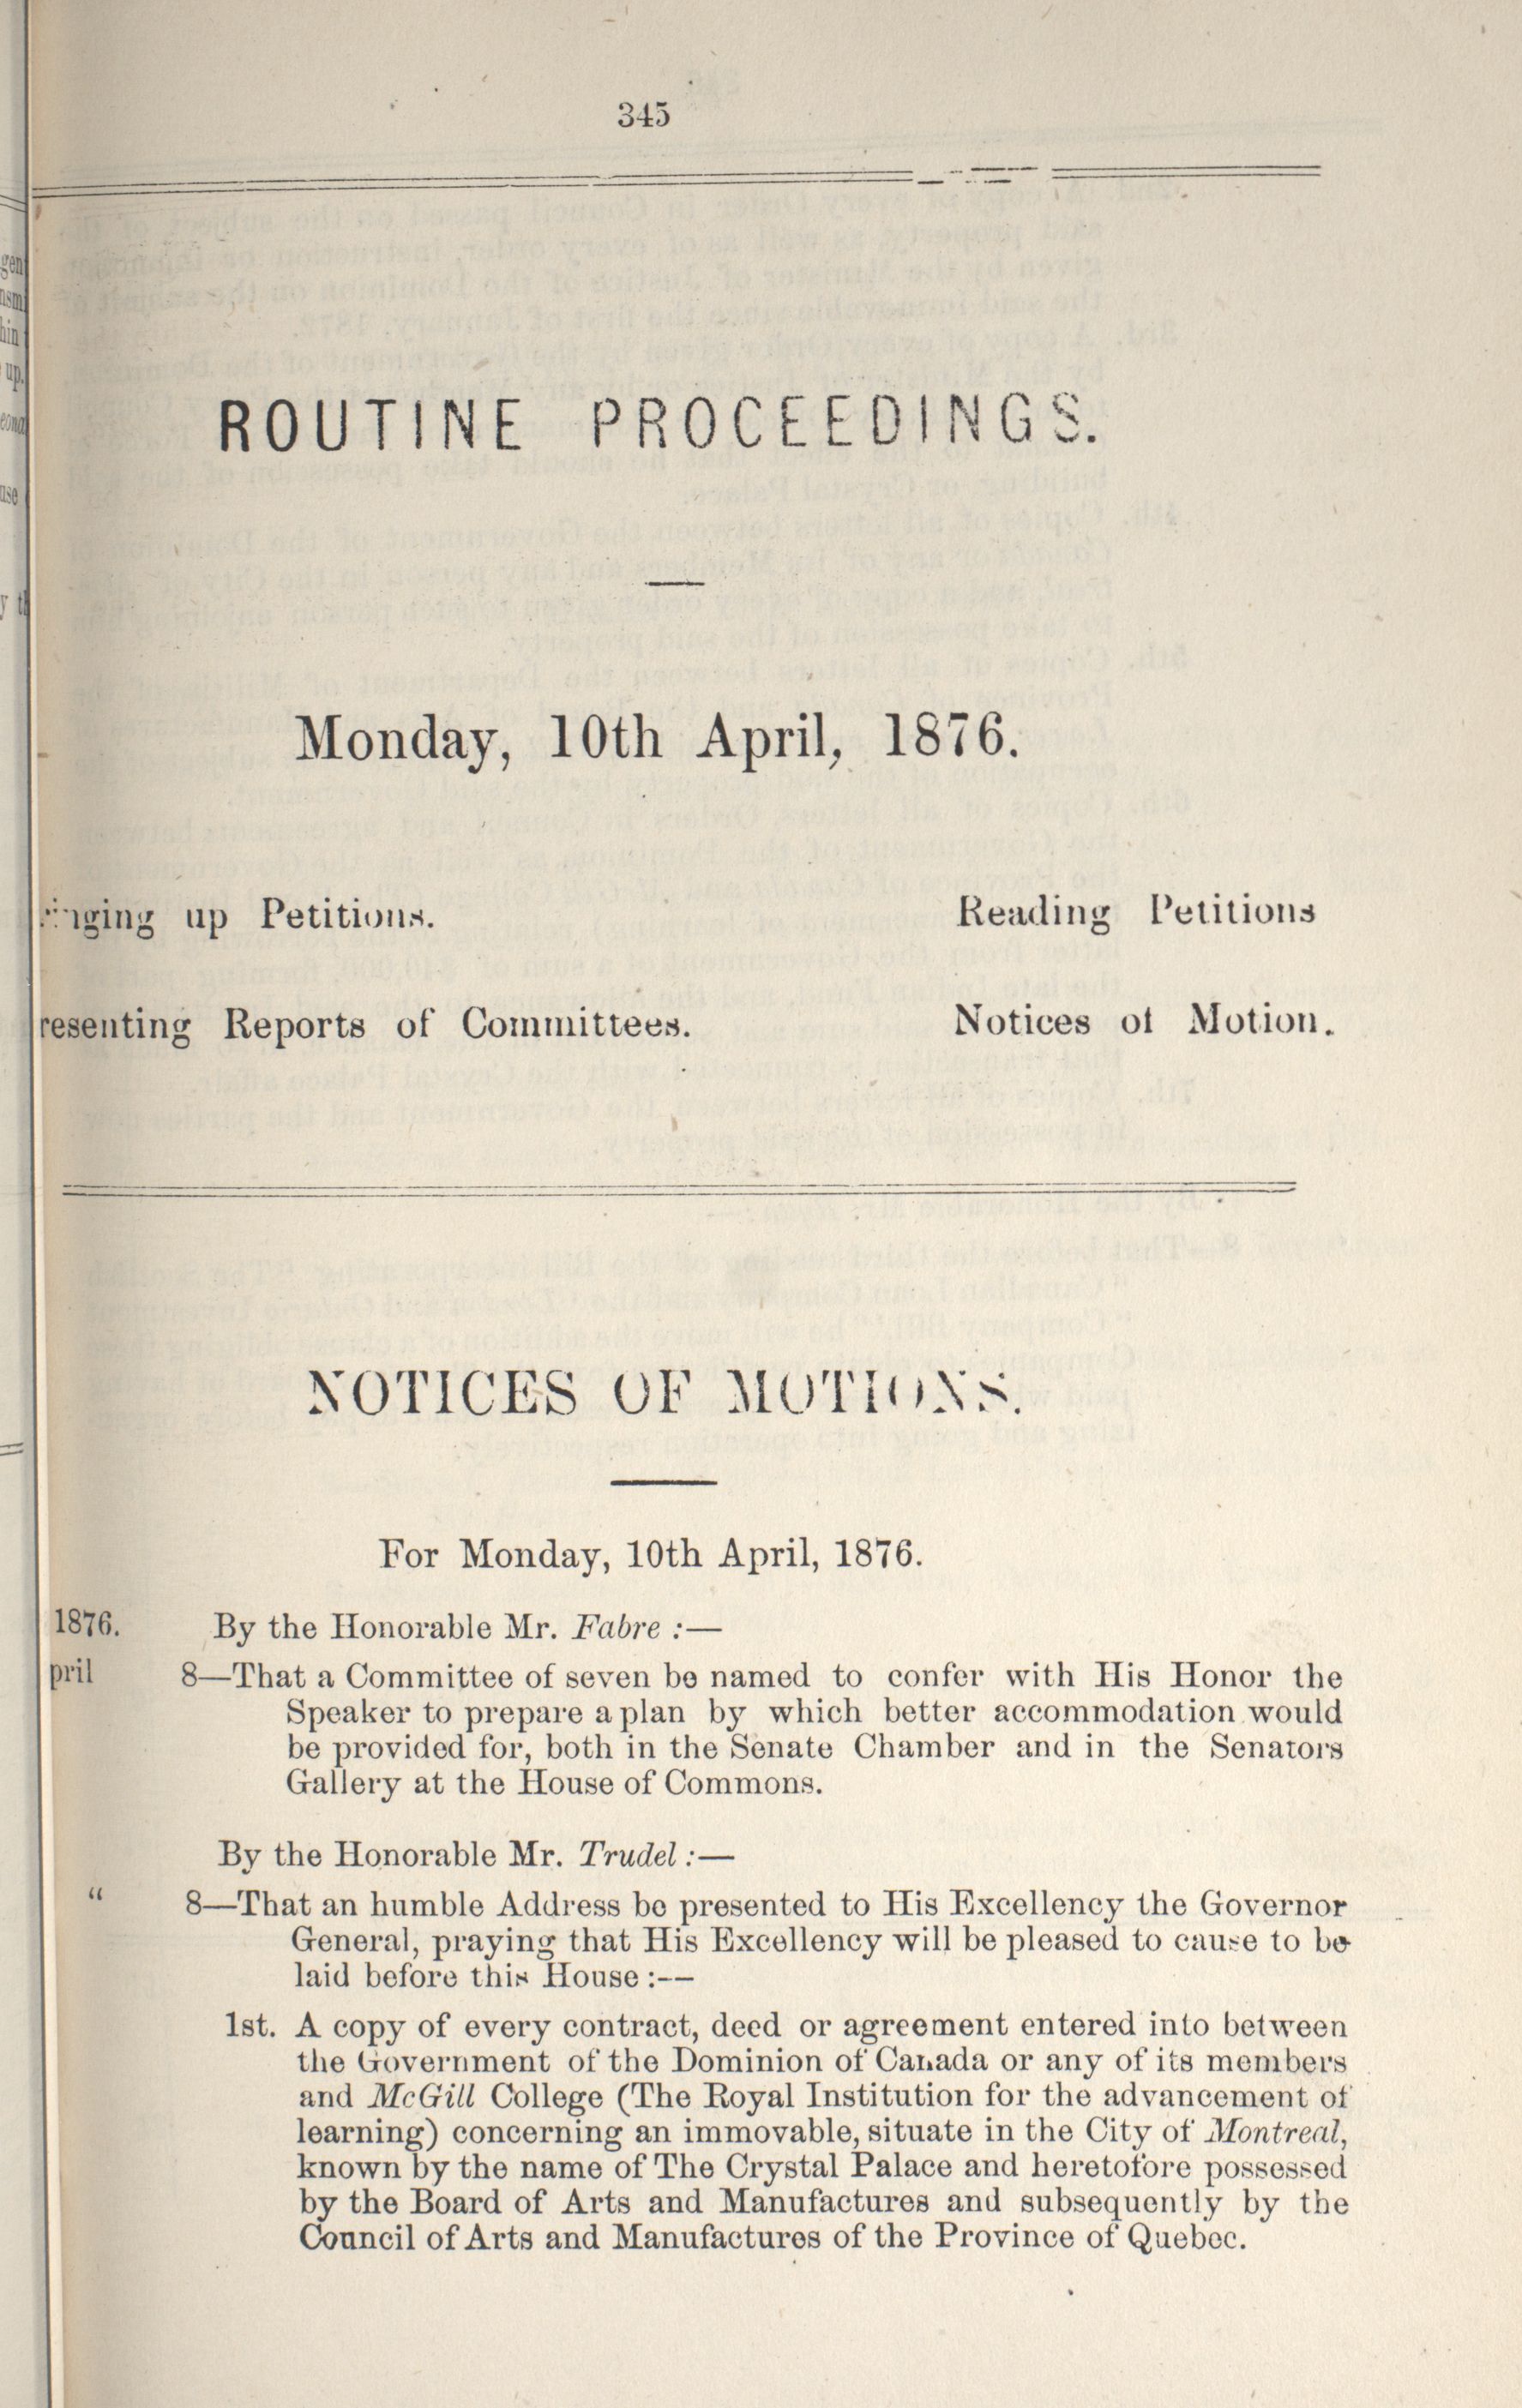 345
ROUTINE PROCEEDINGS.
Monday, 10th April, 1876.
inging up Petitions. Reading Petitions
resenting Reports of Committees. Notices of Motion.
NOTICES OF MOTIONS.
For Monday, 10th April, 1876.
1876. By the Honorable Mr. Fabre :—
pril 8—That a Committee of seven be named to confer with His Honor the
Speaker to prepare a plan by which better accommodation would
be provided for, both in the Senate Chamber and in the Senators
Gallery at the House of Commons.
By the Honorable Mr. Trudel :—
“ 8—That an humble Address be presented to His Excellency the Governor
General, praying that His Excellency will be pleased to cause to be
laid before this House :--
1st. A copy of every contract, deed or agreement entered into between
the Government of the Dominion of Canada or any of its members
and McGill College (The Royal Institution for the advancement of
learning) concerning an immovable, situate in the City of Montreal,
known by the name of The Crystal Palace and heretofore possessed
by the Board of Arts and Manufactures and subsequently by the
Council of Arts and Manufactures of the Province of Quebec.